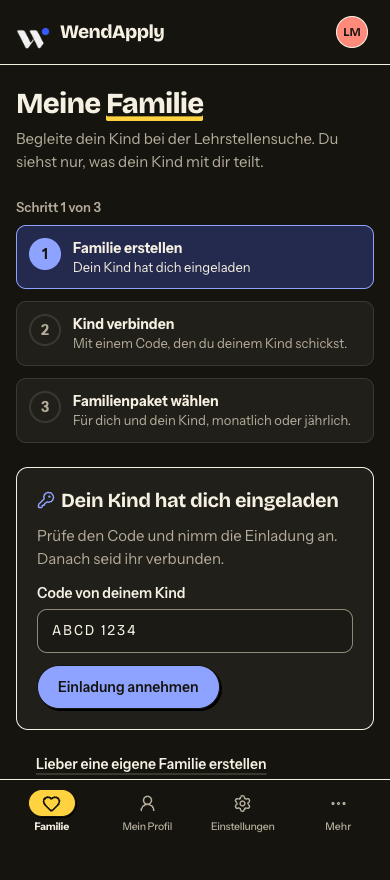 WendApply
LM
Meine Familie
Begleite dein Kind bei der Lehrstellensuche. Du
siehst nur, was dein Kind mit dir teilt.
Schritt 1 von 3
1
Familie erstellen
Dein Kind hat dich eingeladen
2
Kind verbinden
Mit einem Code, den du deinem Kind schickst.
3
Familienpaket wählen
Für dich und dein Kind, monatlich oder jährlich.
Dein Kind hat dich eingeladen
Prüfe den Code und nimm die Einladung an.
Danach seid ihr verbunden.
Code von deinem Kind
ABCD 1234
Einladung annehmen
Lieber eine eigene Familie erstellen
Familie
Mein Profil
Einstellungen
Mehr